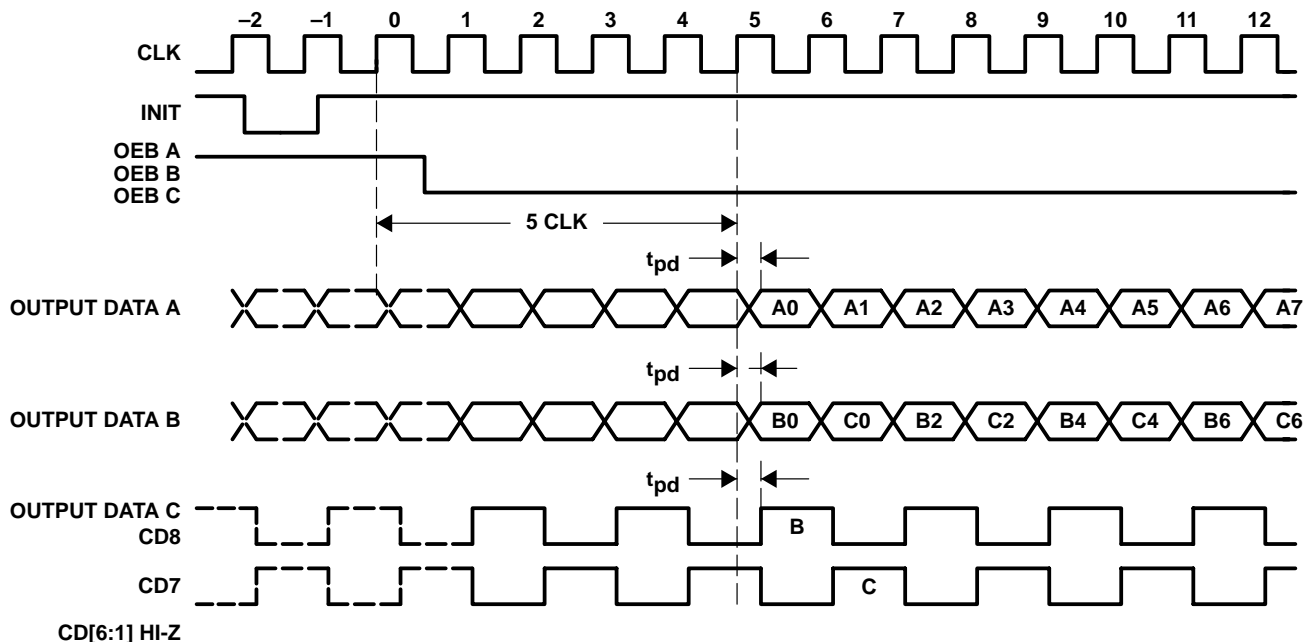 –2 –1 0 1 2 3 4 5 6 7 8 9 10 11 12
CLK
INIT
OEB A
OEB B
OEB C
5 CLK
tpd
OUTPUT DATA A
A0 A1 A2 A3 A4 A5 A6 A7
tpd
OUTPUT DATA B
B0 C0 B2 C2 B4 C4 B6 C6
tpd
OUTPUT DATA C
CD8
B
CD7
C
CD[6:1] HI-Z